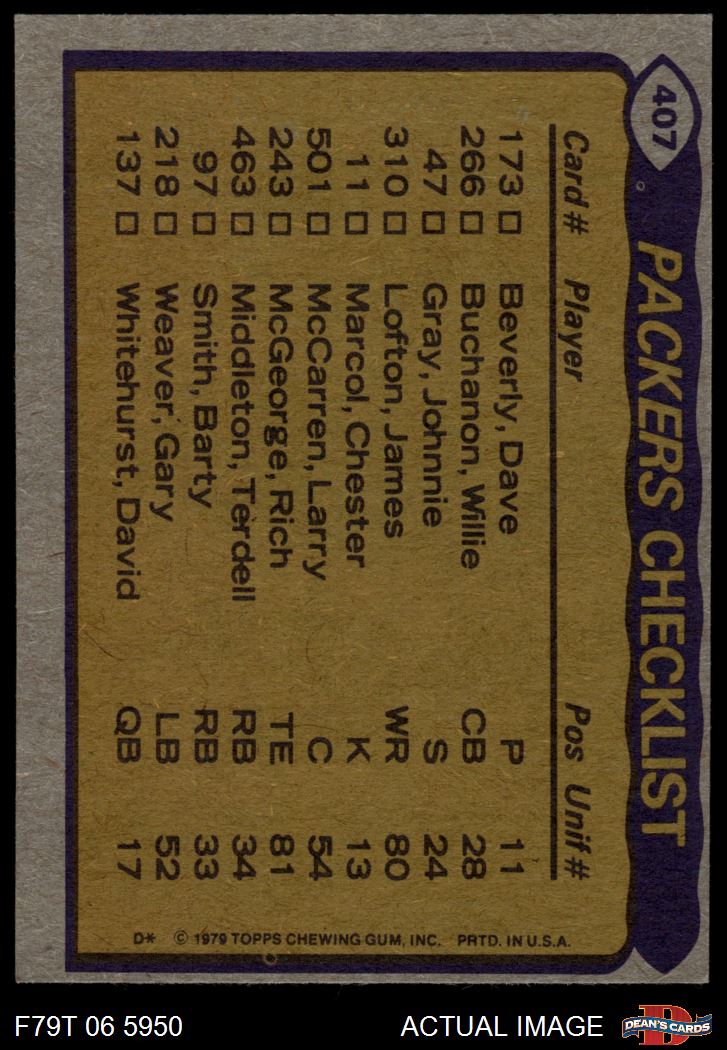 407
PACKERS CHECKLIST
Card # Player Pos Unif #
173 Beverly, Dave P 11
266 Buchanon, Willie CB 28
47 Gray, Johnnie S 24
310 Lofton, James WR 80
11 Marcol, Chester K 13
501 McCarren, Larry C 54
243 McGeorge, Rich TE 81
463 Middleton, Terdell RB 34
97 Smith, Barty RB 33
218 Weaver, Gary LB 52
137 Whitehurst, David QB 17
D* © 1979 TOPPS CHEWING GUM, INC. PRTD. IN U.S.A.
F79T 06 5950 ACTUAL IMAGE
D
DEAN'S CARDS